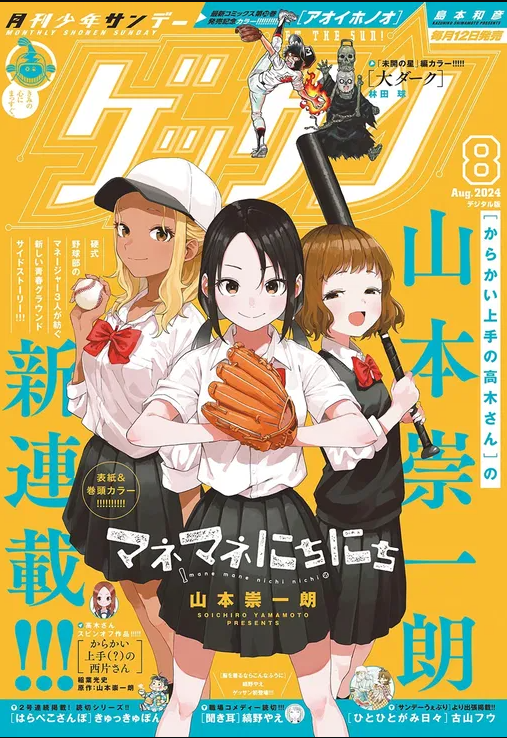 月刊少年サンデー
MONTHLY SHONEN SUNDAY
ゲッサン
最新コミックス第
発売記念カラー!!!!!!!!!!
[アオイホノオ]
島本和彦
KAZUHIKO SHIMAMOTO PRESENTS
毎月12日発売
きみの
心に
まっすぐ
「未開の星」編カラー!!!!!
[大ダーク]
林田球
8
Aug.2024
デジタル版
硬式
野球部の
マネージャー3人が紡ぐ
新しい青春グラウンド
サイドストーリー!!!
[からかい上手の高木さん]の
山本崇一朗
新連載!!!
表紙&
巻頭カラー
!!!!!!!!!!
マネマネにちにち
mane mane nichi nichi
山本崇一朗
SOICHIRO YAMAMOTO
PRESENTS
高木さん
スピンオフ作品!!!!!
[からかい
上手(?)の
西片さん]
稲葉光史
原作:山本崇一朗
2号連続掲載!読切シリーズ!!
[はらぺこさんぽ]きゅっきゅぽん
職場コメディー読切!!!
[聞き耳]縞野やえ
サンデーうぇぶり」より出張掲載!!
[ひとひとがみ日々]古山フウ